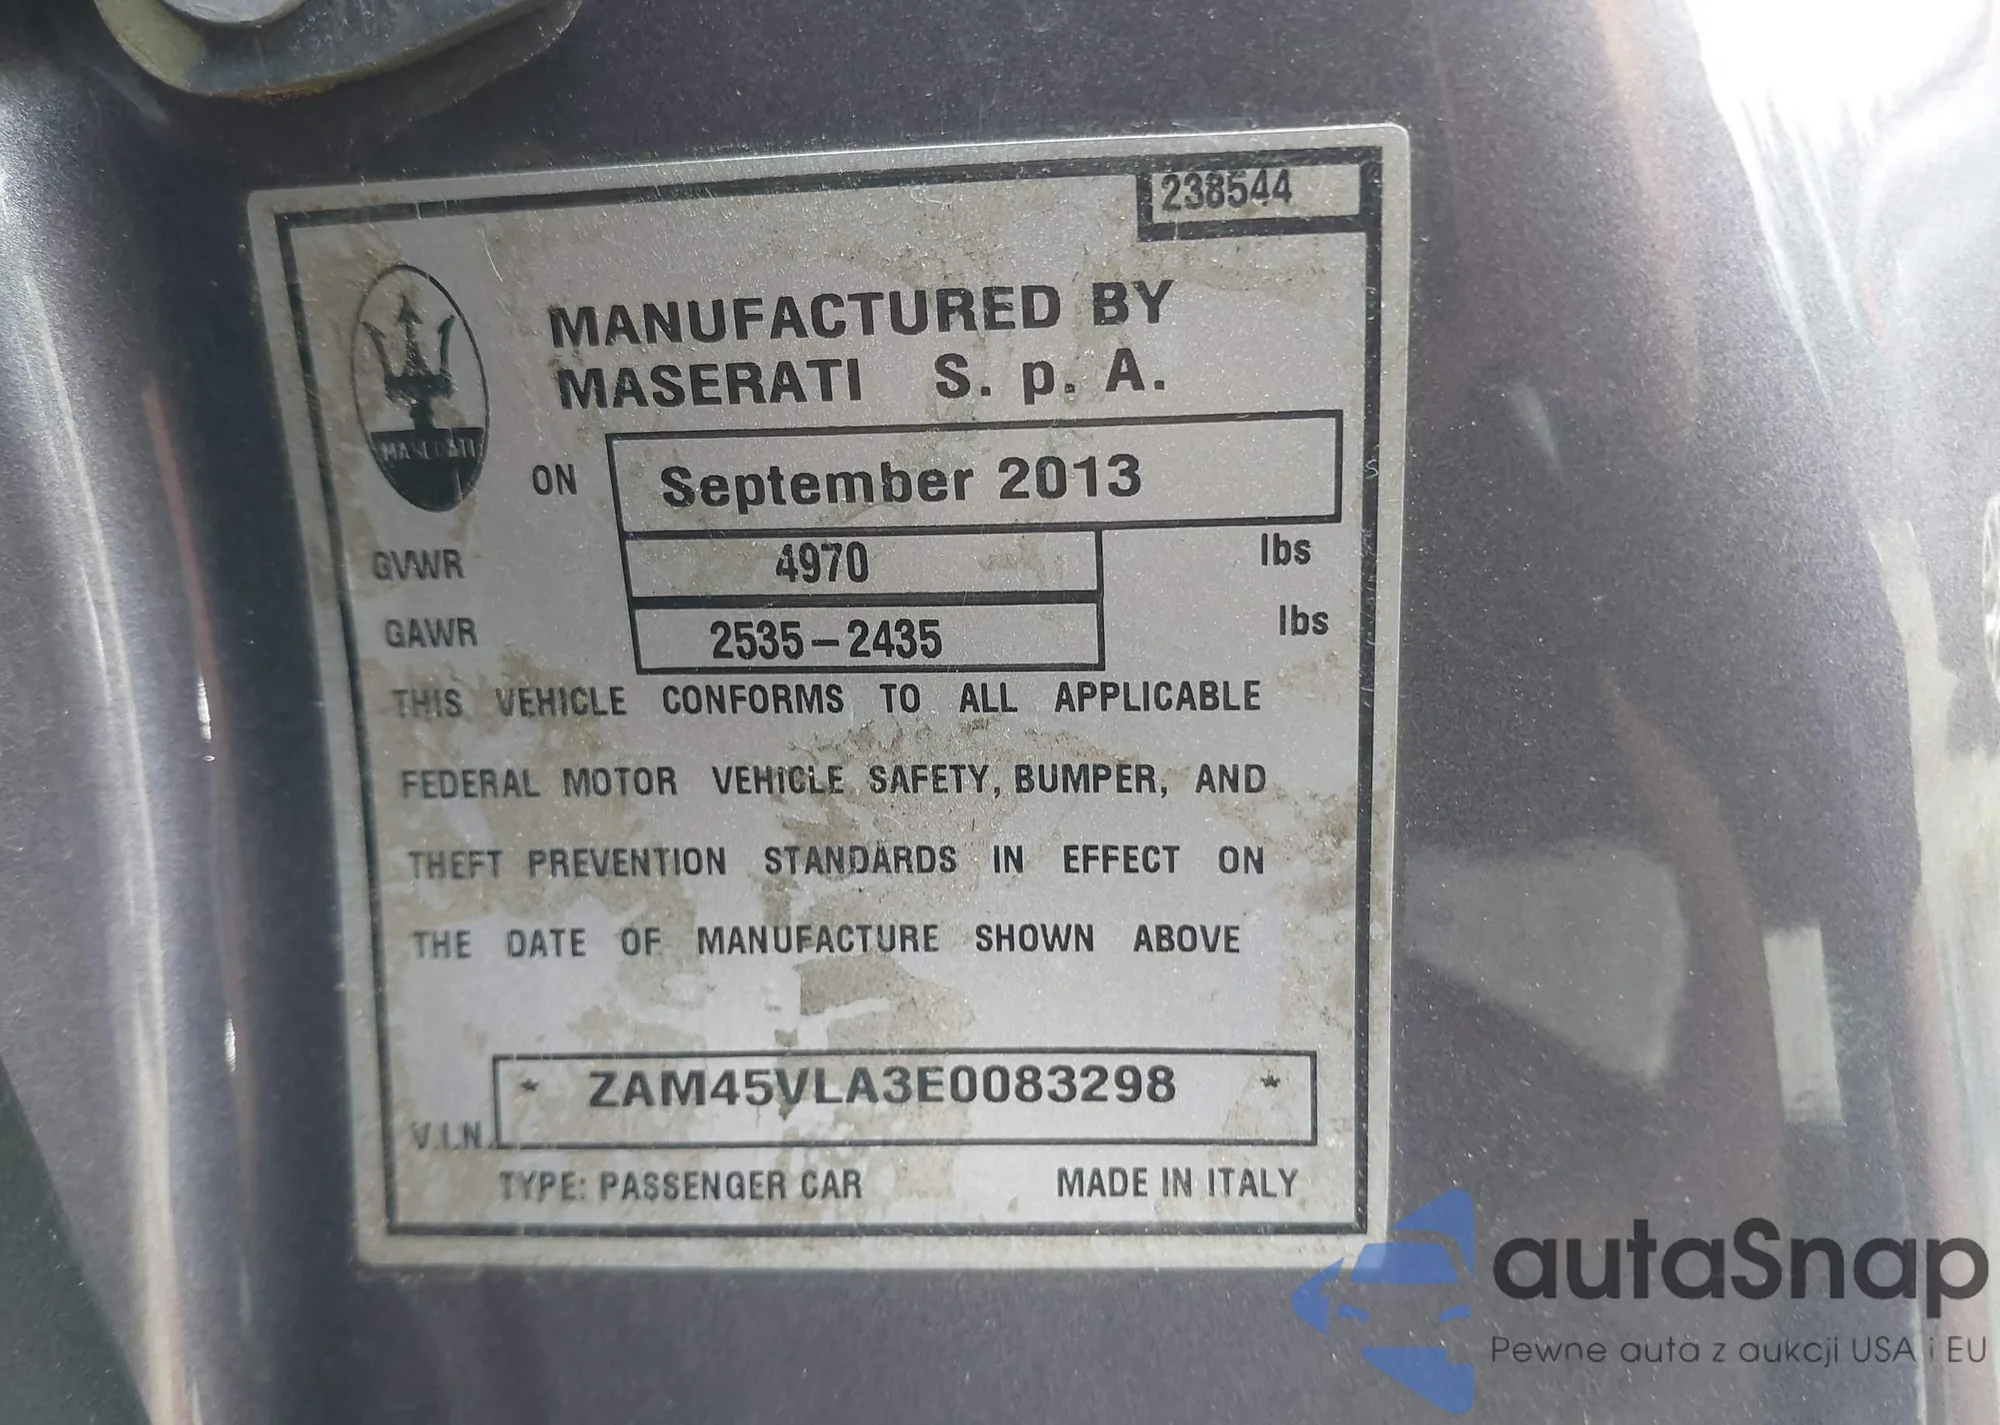 238544
MANUFACTURED BY
MASERATI S. p. A.
MASERATI
ON September 2013
GVWR 4970 lbs
GAWR 2535-2435 lbs
THIS VEHICLE CONFORMS TO ALL APPLICABLE
FEDERAL MOTOR VEHICLE SAFETY, BUMPER, AND
THEFT PREVENTION STANDARDS IN EFFECT ON
THE DATE OF MANUFACTURE SHOWN ABOVE
V.I.N. * ZAM45VLA3E0083298 *
TYPE: PASSENGER CAR MADE IN ITALY
autaSnap
Pewne auta z aukcji USA i EU